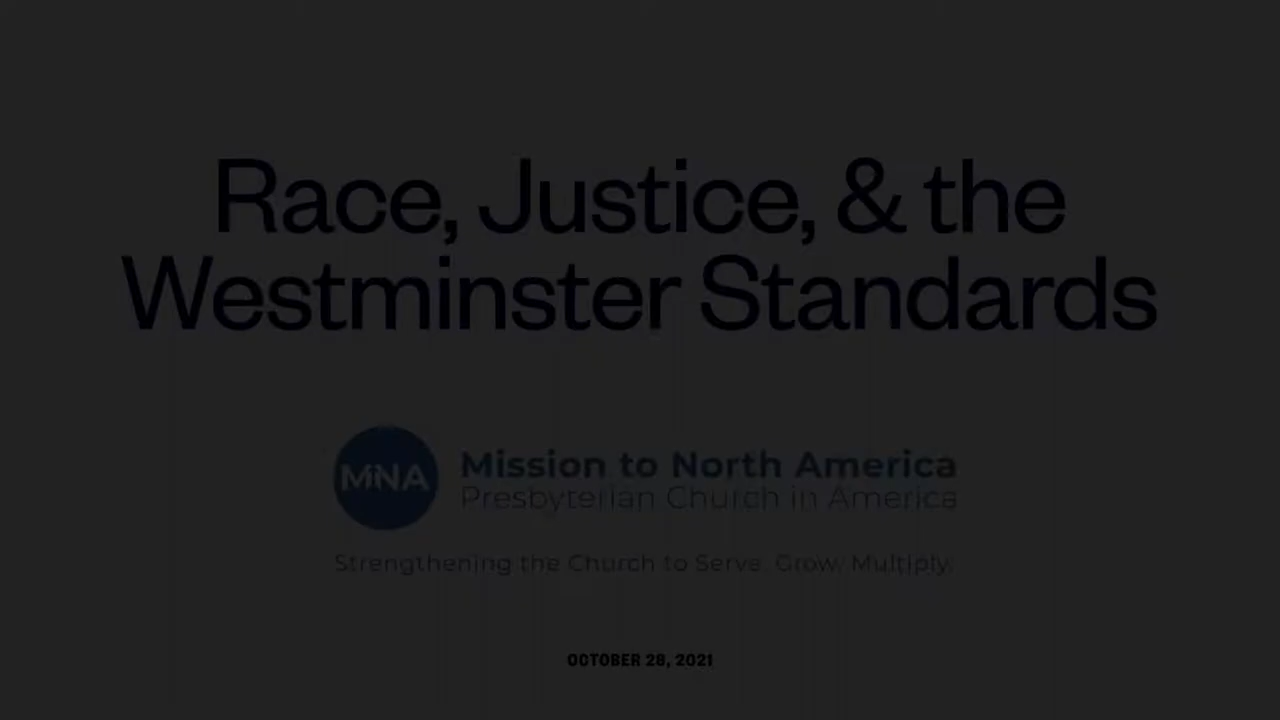 Race, Justice, & the
Westminster Standards
MNA
Mission to North America
Presbyterian Church in America
Strengthening the Church to Serve. Grow. Multiply.
OCTOBER 28, 2021